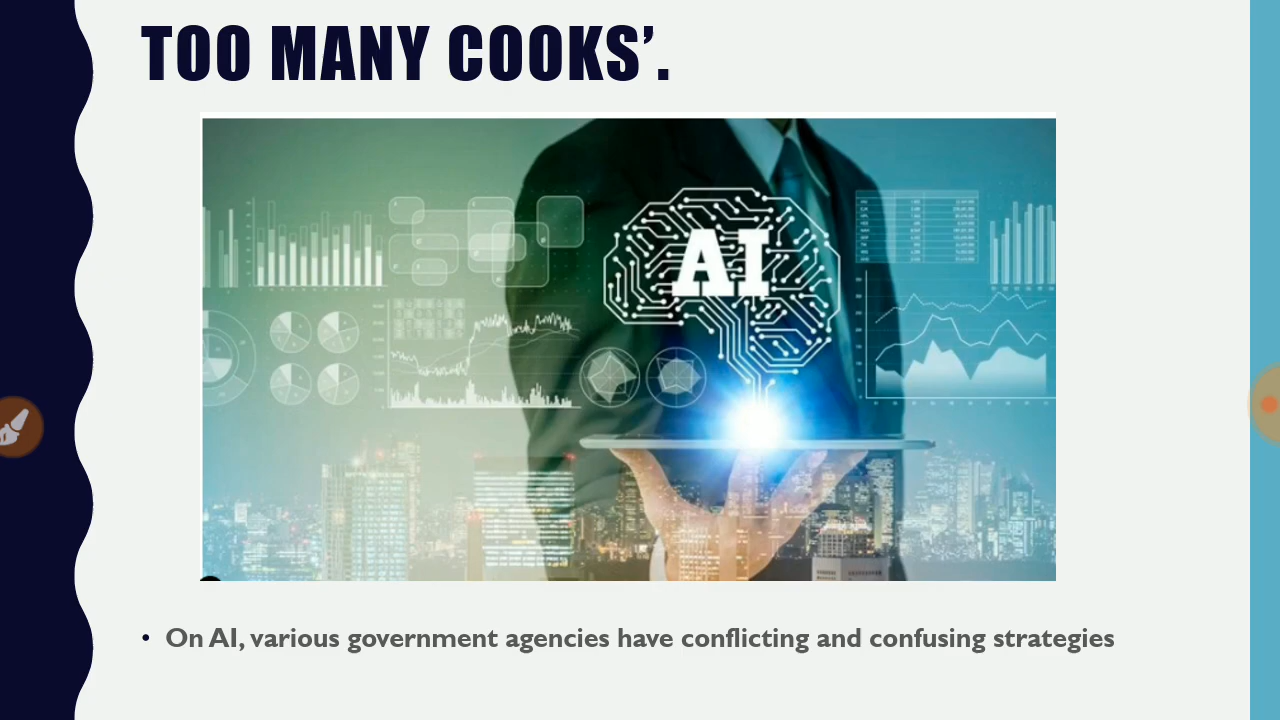 TOO MANY COOKS’.
AI
• On AI, various government agencies have conflicting and confusing strategies